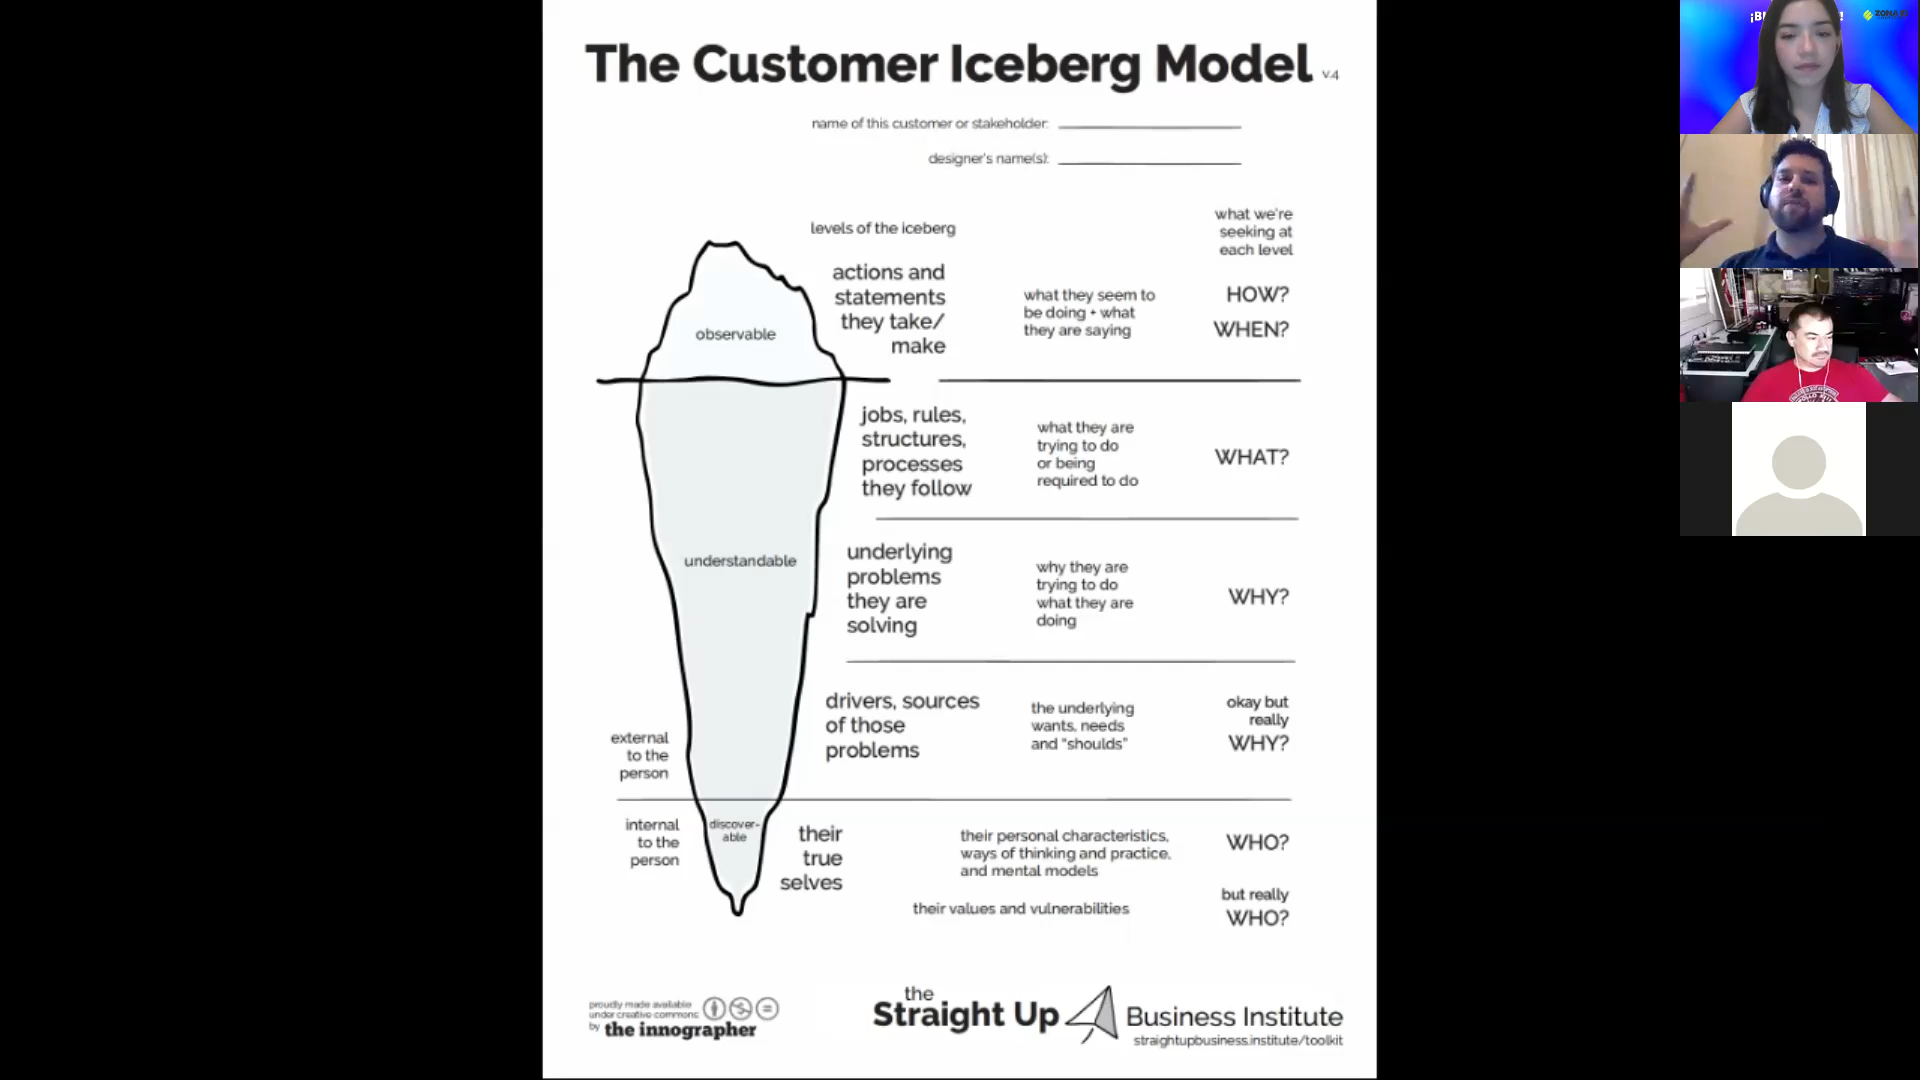 The Customer Iceberg Model v.4
name of this customer or stakeholder:
designer's name(s):
levels of the iceberg
what we're
seeking at
each level
observable
actions and
statements
they take/
make
what they seem to
be doing + what
they are saying
HOW?
WHEN?
jobs, rules,
structures,
processes
they follow
what they are
trying to do
or being
required to do
WHAT?
understandable
underlying
problems
they are
solving
why they are
trying to do
what they are
doing
WHY?
drivers, sources
of those
problems
the underlying
wants, needs
and "shoulds"
okay but
really
WHY?
external
to the
person
internal
to the
person
discover-
able
their
true
selves
their personal characteristics,
ways of thinking and practice,
and mental models
WHO?
their values and vulnerabilities
but really
WHO?
proudly made available
under creative commons
by the innographer
the
Straight Up Business Institute
straightupbusiness.institute/toolkit